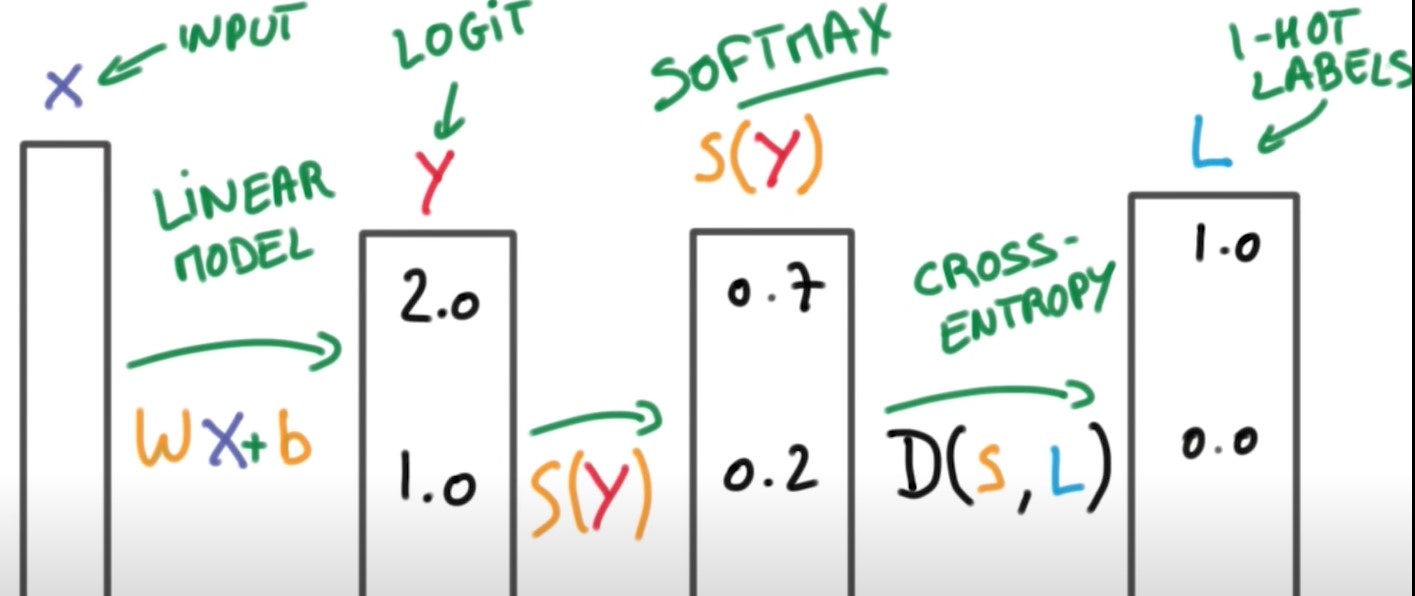 INPUT
X
LINEAR
MODEL
WX+b
LOGIT
Y
2.0
1.0
S(Y)
SOFTMAX
S(Y)
0.7
0.2
CROSS-
ENTROPY
D(S,L)
1-HOT
LABELS
L
1.0
0.0